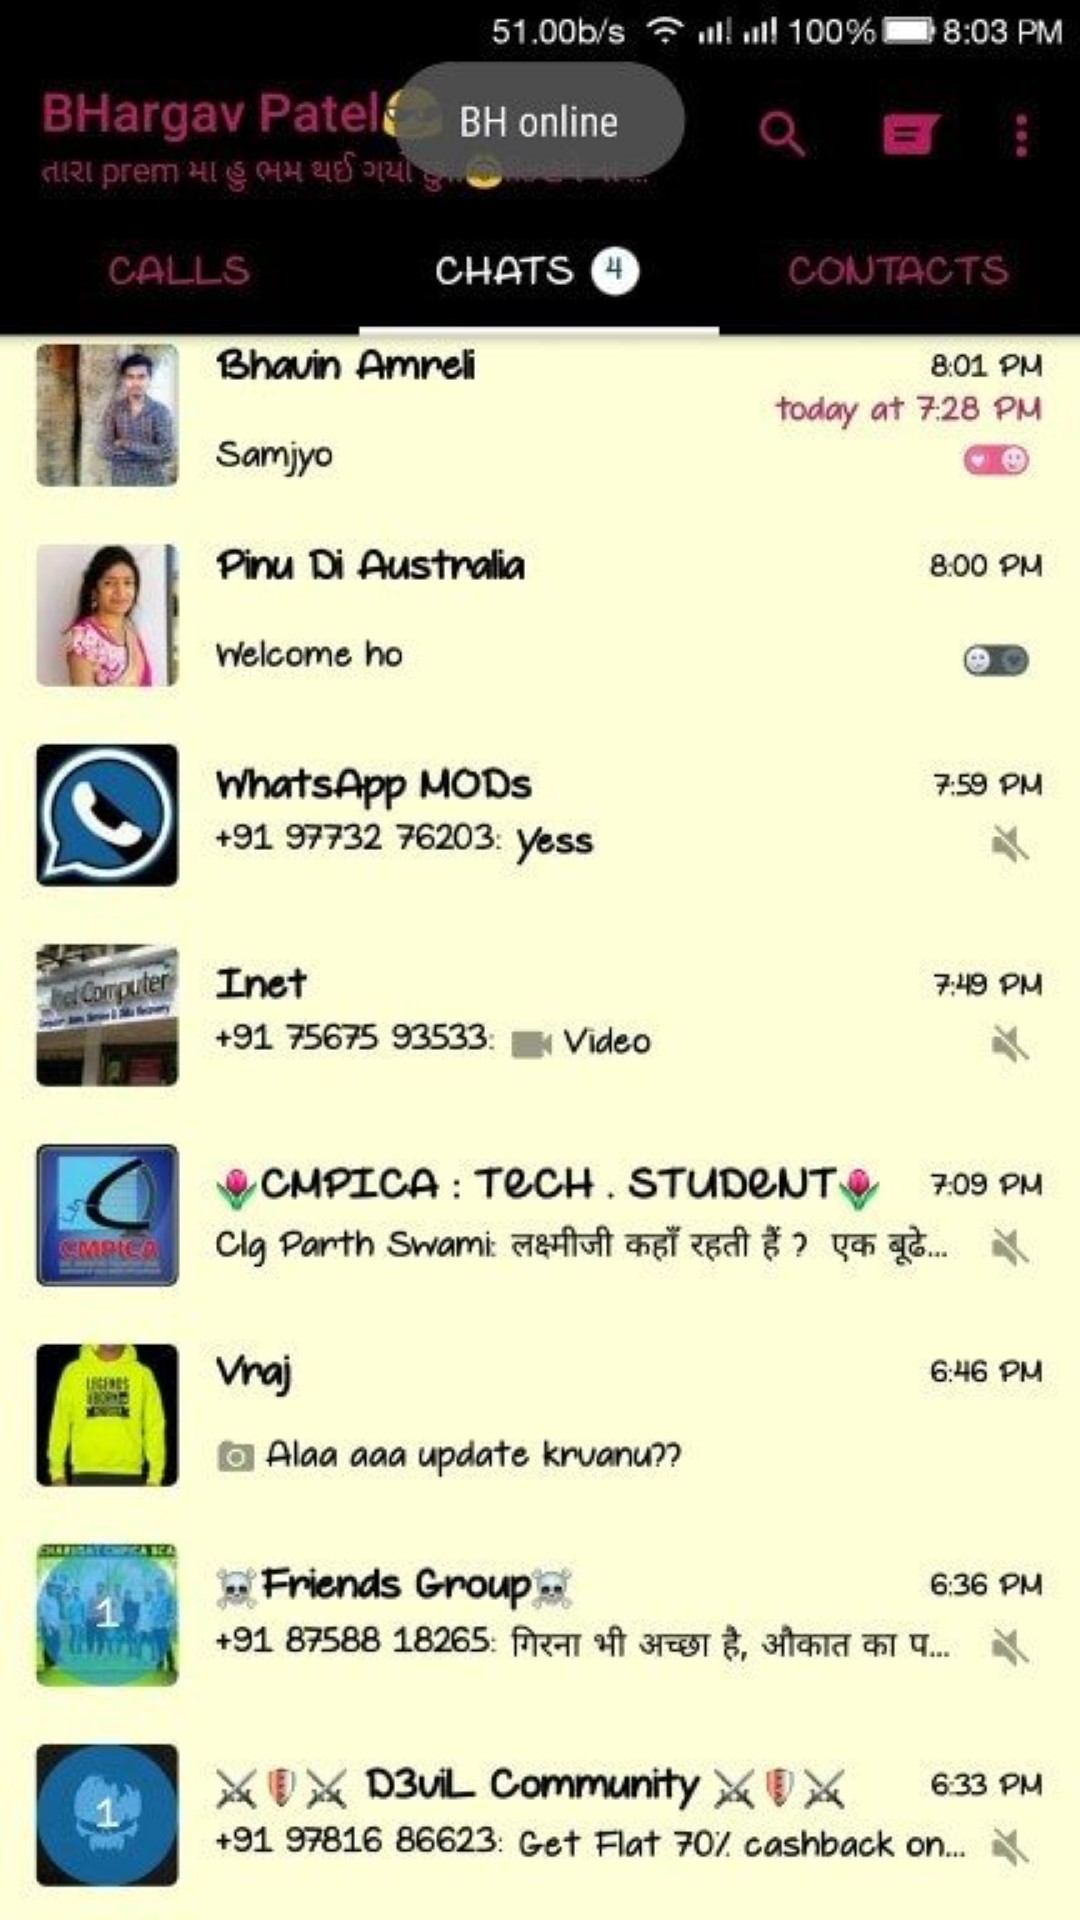 51.00b/s 100% 8:03 PM
BHargav Patel
BH online
તારા prem મા હુ ભમ થઈ ગયો
CALLS
CHATS 4
CONTACTS
Bhavin Amreli 8:01 PM
today at 7:28 PM
Samjyo
Pinu Di Australia 8:00 PM
Welcome ho
WhatsApp MODs 7:59 PM
+91 97732 76203: Yess
Inet 7:49 PM
+91 75675 93533: Video
Computer
🌷CMPICA : TeCH . STUDeNT🌷 7:09 PM
Clg Parth Swami: लक्ष्मीजी कहाँ रहती हैं ? एक बूढे...
CMPICA
Vraj 6:46 PM
LEGENDS
Alaa aaa update krvanu??
☠Friends Group☠ 6:36 PM
1
+91 87588 18265: गिरना भी अच्छा है, औकात का प...
⚔🛡⚔ D3viL Community ⚔🛡⚔ 6:33 PM
1
+91 97816 86623: Get Flat 70% cashback on...